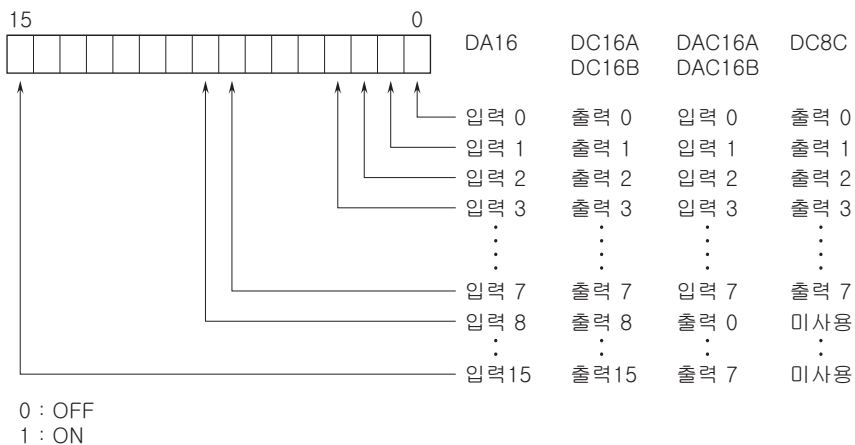 15 0
DA16 DC16A DAC16A DC8C
DC16B DAC16B
입력 0 출력 0 입력 0 출력 0
입력 1 출력 1 입력 1 출력 1
입력 2 출력 2 입력 2 출력 2
입력 3 출력 3 입력 3 출력 3
입력 7 출력 7 입력 7 출력 7
입력 8 출력 8 출력 0 미사용
입력15 출력15 출력 7 미사용
0 : OFF
1 : ON